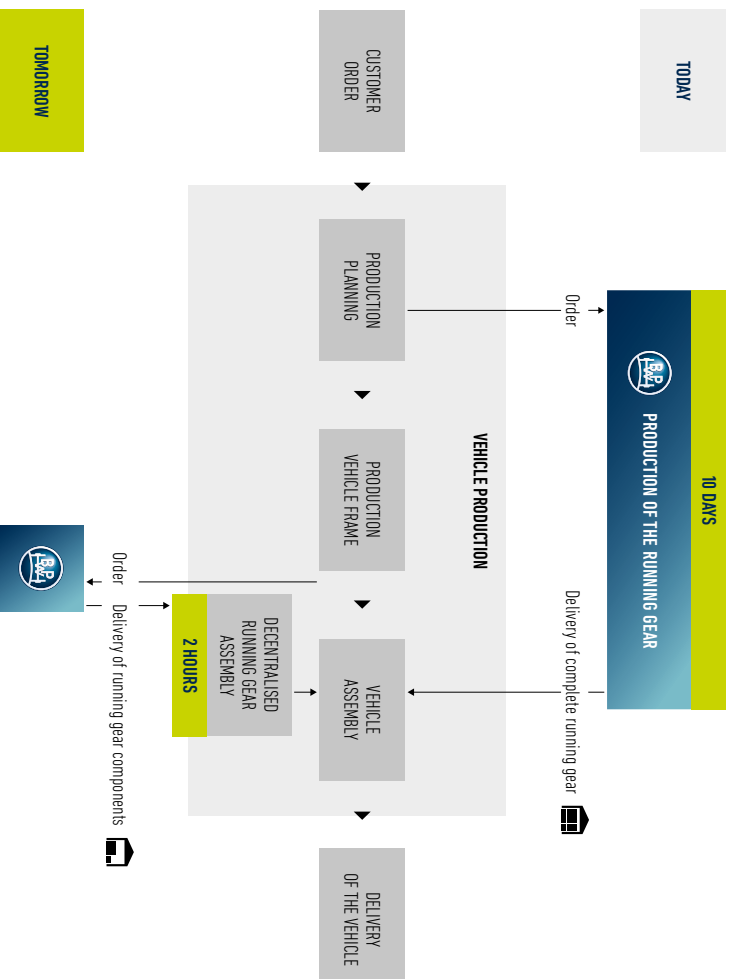 TODAY
10 DAYS
BPW
PRODUCTION OF THE RUNNING GEAR
Order
Delivery of complete running gear
VEHICLE PRODUCTION
CUSTOMER
ORDER
PRODUCTION
PLANNING
PRODUCTION
VEHICLE FRAME
VEHICLE
ASSEMBLY
DELIVERY
OF THE VEHICLE
DECENTRALISED
RUNNING GEAR
ASSEMBLY
2 HOURS
Order
Delivery of running gear components
TOMORROW
BPW